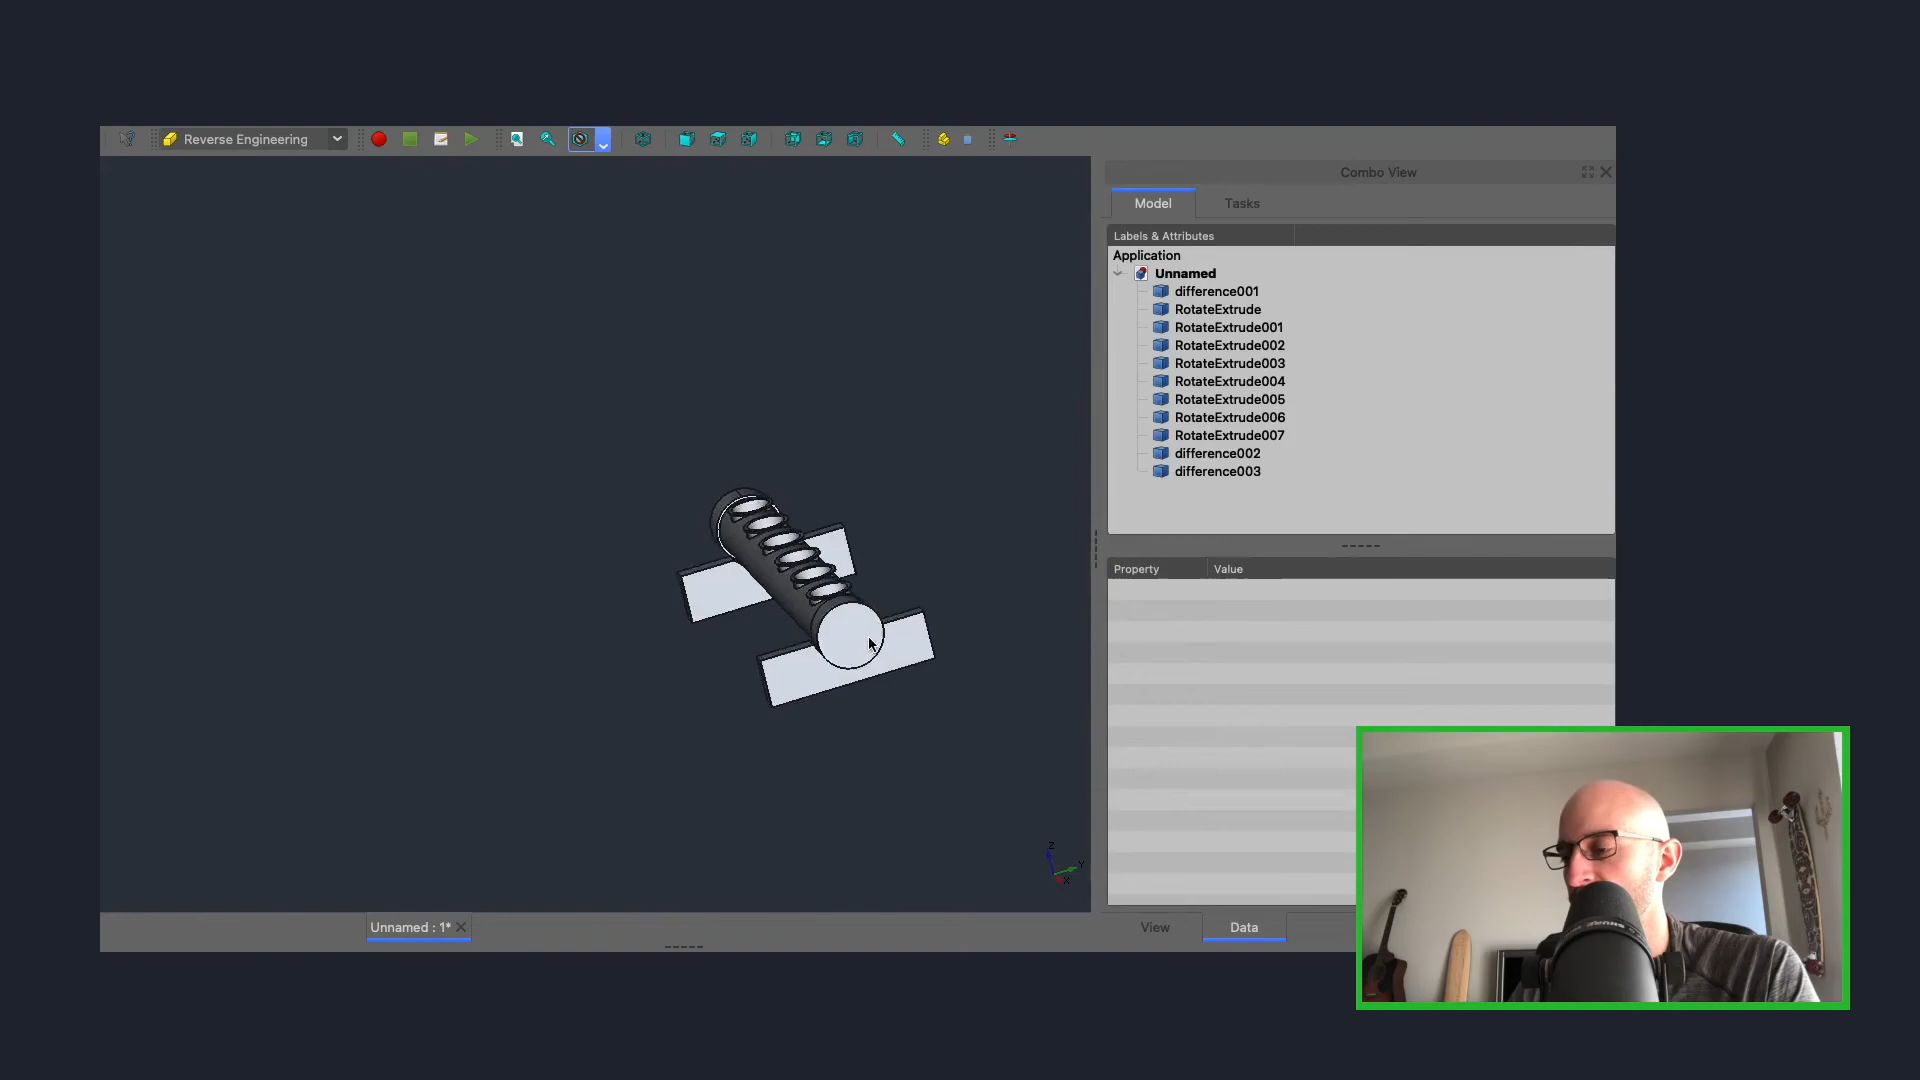 Reverse Engineering
Combo View
Model
Tasks
Labels & Attributes
Application
Unnamed
difference001
RotateExtrude
RotateExtrude001
RotateExtrude002
RotateExtrude003
RotateExtrude004
RotateExtrude005
RotateExtrude006
RotateExtrude007
difference002
difference003
Property
Value
Z
Y
X
Unnamed : 1*
View
Data